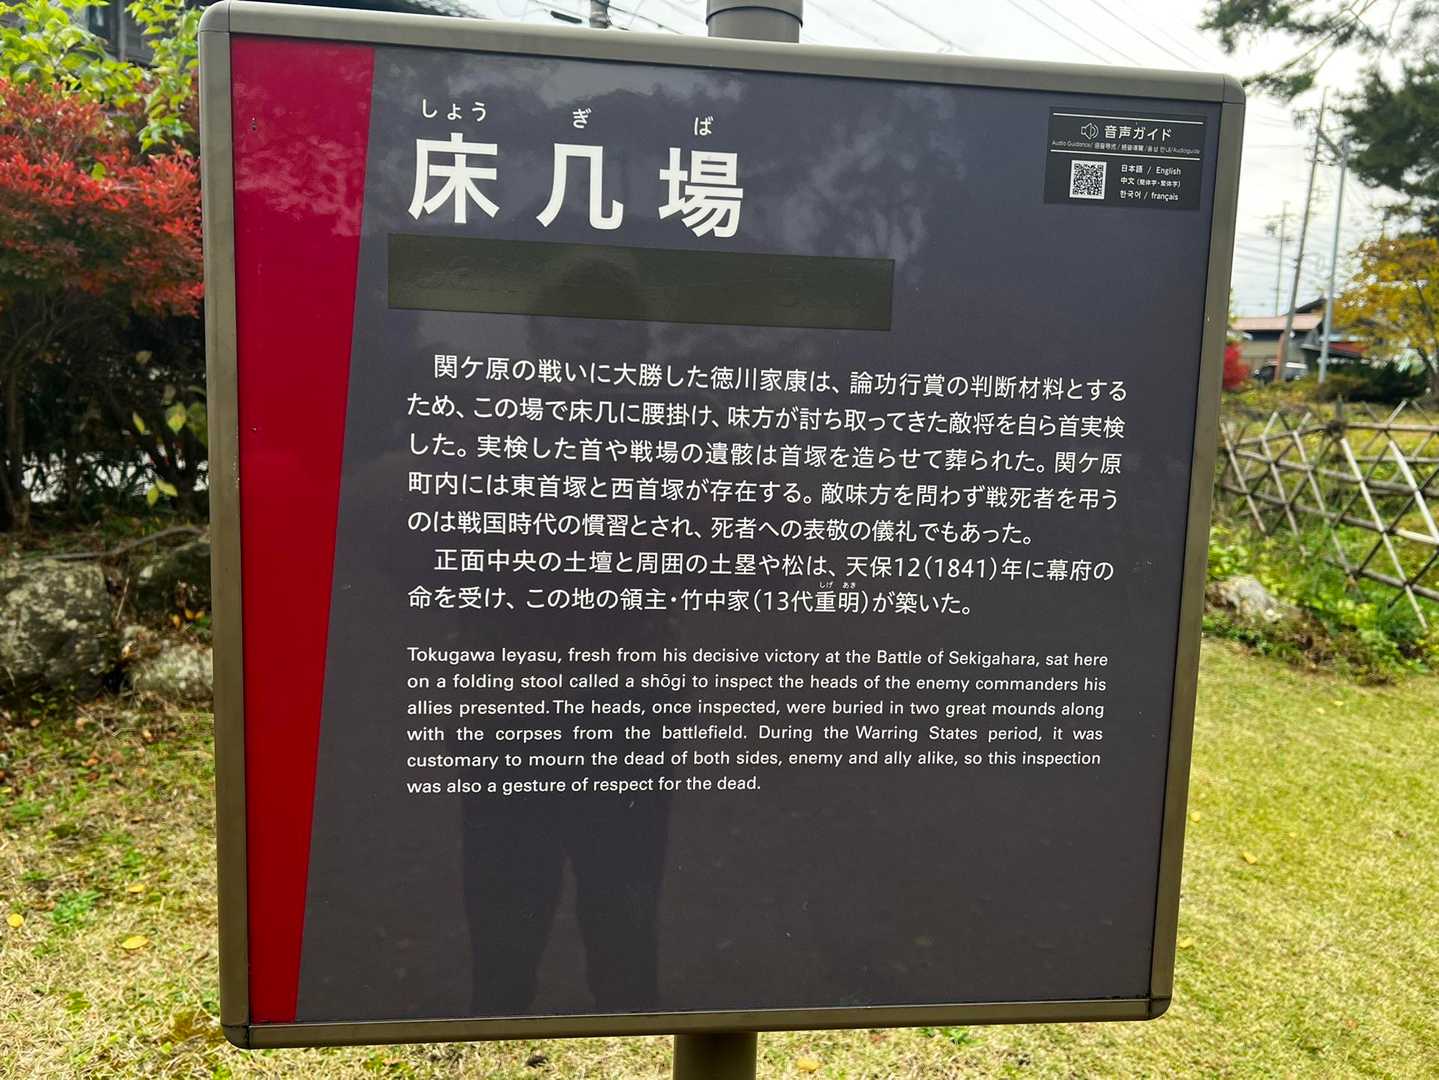 しょう ぎ ば
床几場
音声ガイド
Audio Guidance/
/Audioguide
日本語 / English
中文 (簡体字・繁体字)
한국어 / français
関ケ原の戦いに大勝した徳川家康は、論功行賞の判断材料とする
ため、この場で床几に腰掛け、味方が討ち取ってきた敵将を自ら首実検
した。実検した首や戦場の遺骸は首塚を造らせて葬られた。関ケ原
町内には東首塚と西首塚が存在する。敵味方を問わず戦死者を弔う
のは戦国時代の慣習とされ、死者への表敬の儀礼でもあった。
正面中央の土壇と周囲の土塁や松は、天保12(1841)年に幕府の
しげ あき
命を受け、この地の領主・竹中家(13代重明)が築いた。
Tokugawa Ieyasu, fresh from his decisive victory at the Battle of Sekigahara, sat here
on a folding stool called a shōgi to inspect the heads of the enemy commanders his
allies presented. The heads, once inspected, were buried in two great mounds along
with the corpses from the battlefield. During the Warring States period, it was
customary to mourn the dead of both sides, enemy and ally alike, so this inspection
was also a gesture of respect for the dead.